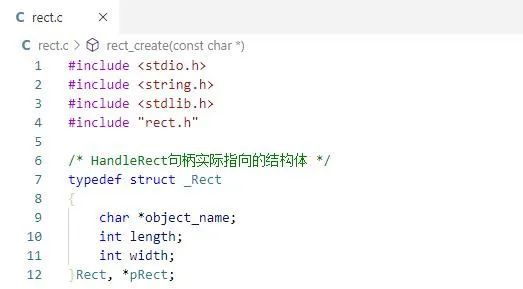 C rect.c ×
C rect.c > rect_create(const char *)
1 #include <stdio.h>
2 #include <string.h>
3 #include <stdlib.h>
4 #include "rect.h"
5
6 /* HandleRect句柄实际指向的结构体 */
7 typedef struct _Rect
8 {
9 char *object_name;
10 int length;
11 int width;
12 }Rect, *pRect;